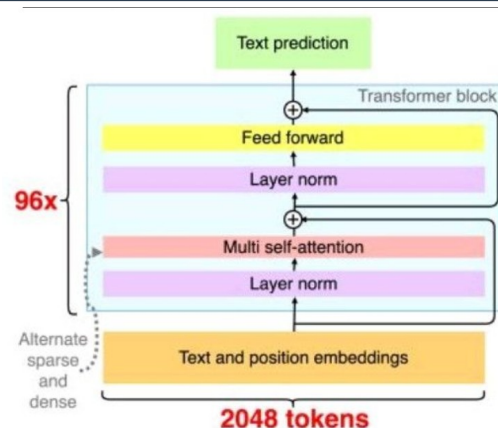 Text prediction
Transformer block
Feed forward
Layer norm
96x
Multi self-attention
Layer norm
Alternate
sparse
and
dense
Text and position embeddings
2048 tokens